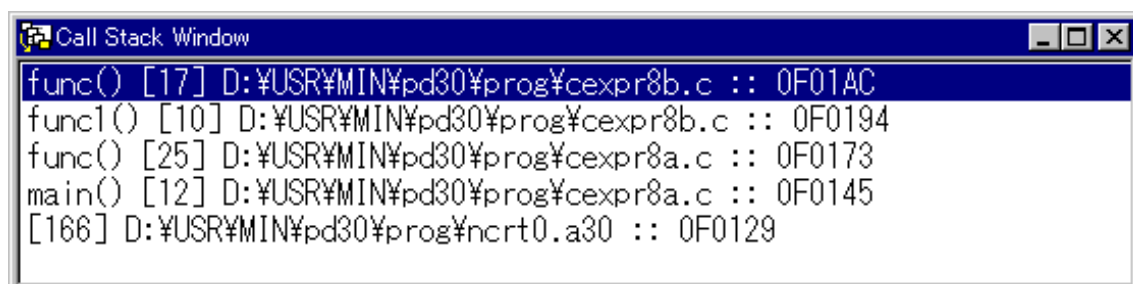 Call Stack Window
func() [17] D:¥USR¥MIN¥pd30¥prog¥cexpr8b.c :: 0F01AC
func1() [10] D:¥USR¥MIN¥pd30¥prog¥cexpr8b.c :: 0F0194
func() [25] D:¥USR¥MIN¥pd30¥prog¥cexpr8a.c :: 0F0173
main() [12] D:¥USR¥MIN¥pd30¥prog¥cexpr8a.c :: 0F0145
[166] D:¥USR¥MIN¥pd30¥prog¥ncrt0.a30 :: 0F0129